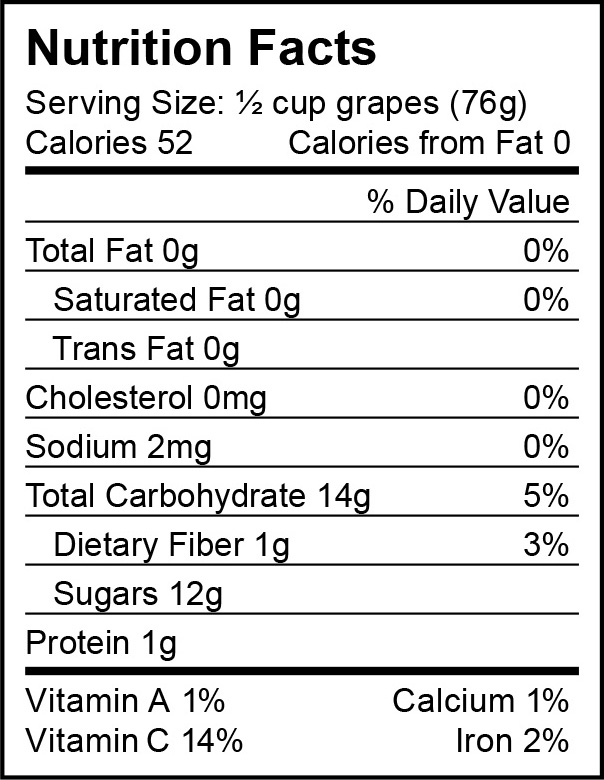 Nutrition Facts
Serving Size: ½ cup grapes (76g)
Calories 52 Calories from Fat 0
% Daily Value
Total Fat 0g 0%
Saturated Fat 0g 0%
Trans Fat 0g
Cholesterol 0mg 0%
Sodium 2mg 0%
Total Carbohydrate 14g 5%
Dietary Fiber 1g 3%
Sugars 12g
Protein 1g
Vitamin A 1% Calcium 1%
Vitamin C 14% Iron 2%